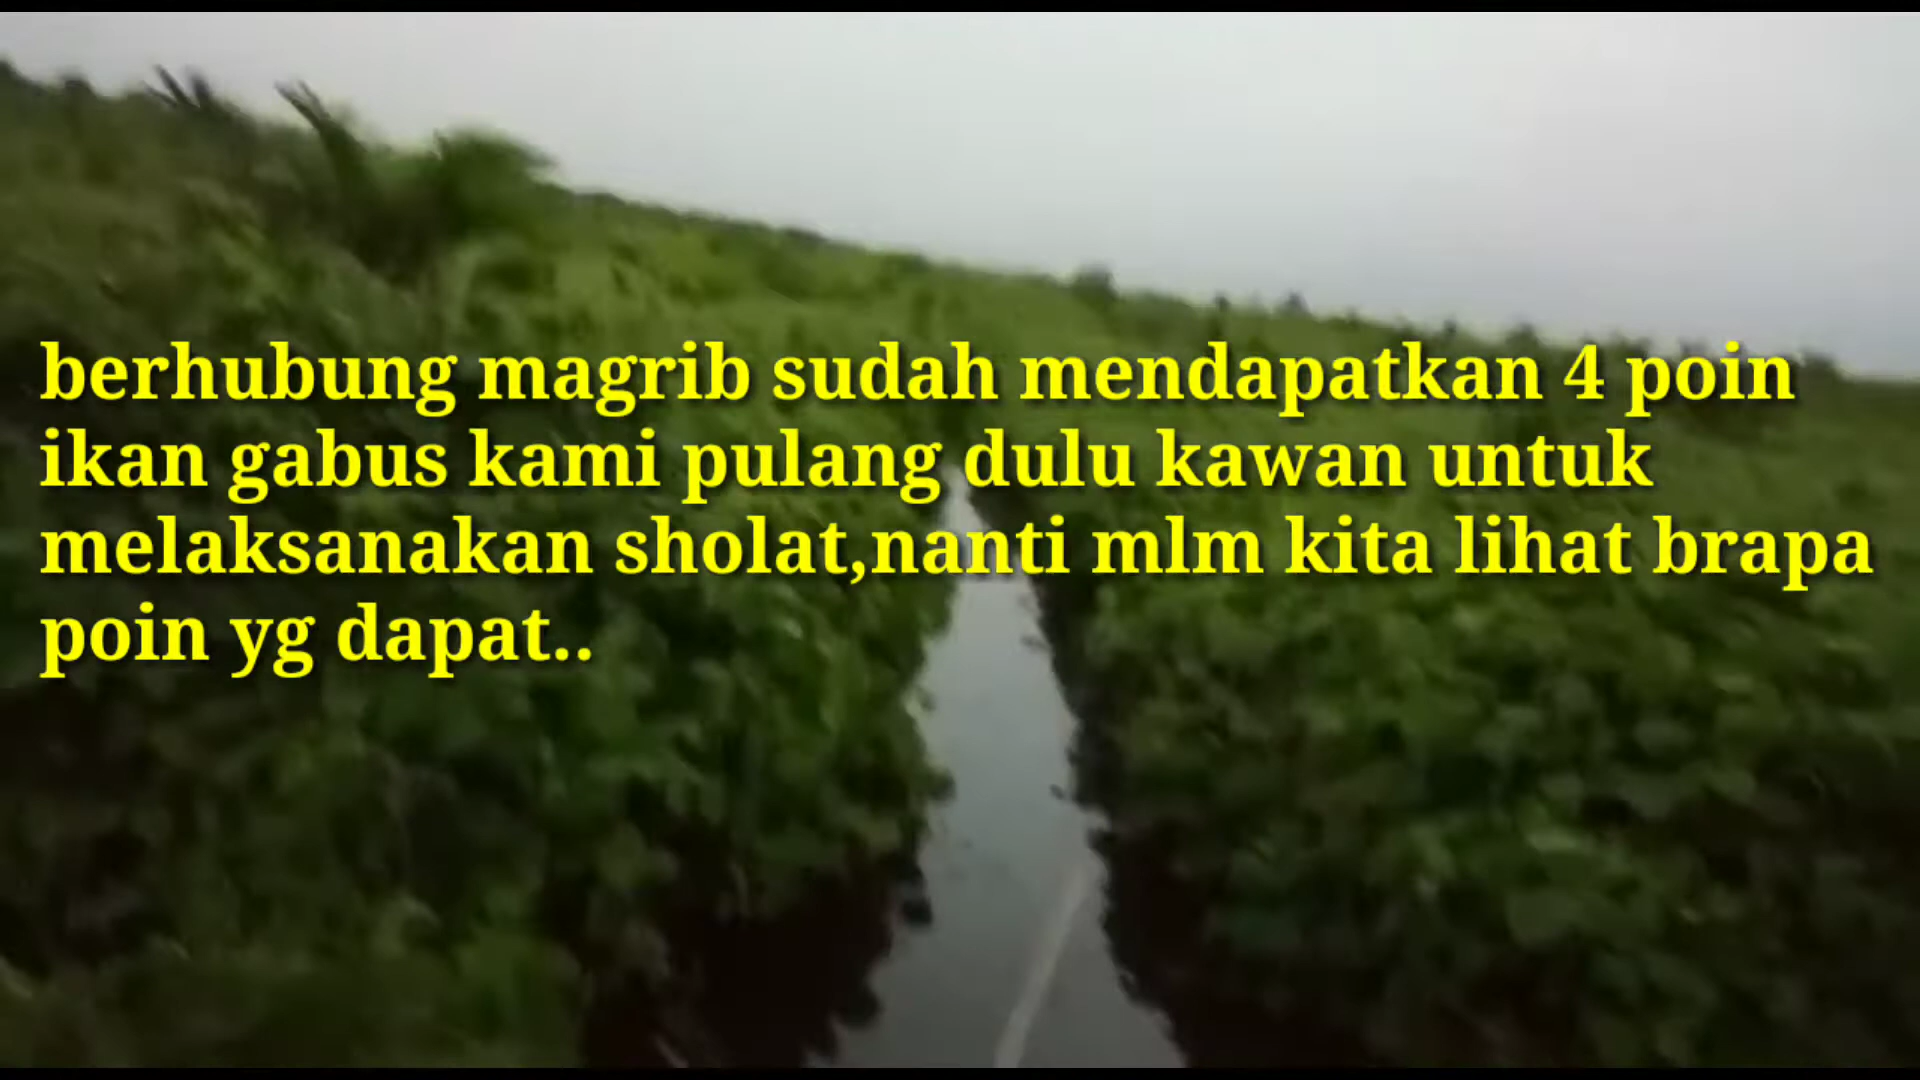 berhubung magrib sudah mendapatkan 4 poin
ikan gabus kami pulang dulu kawan untuk
melaksanakan sholat,nanti mlm kita lihat brapa
poin yg dapat..